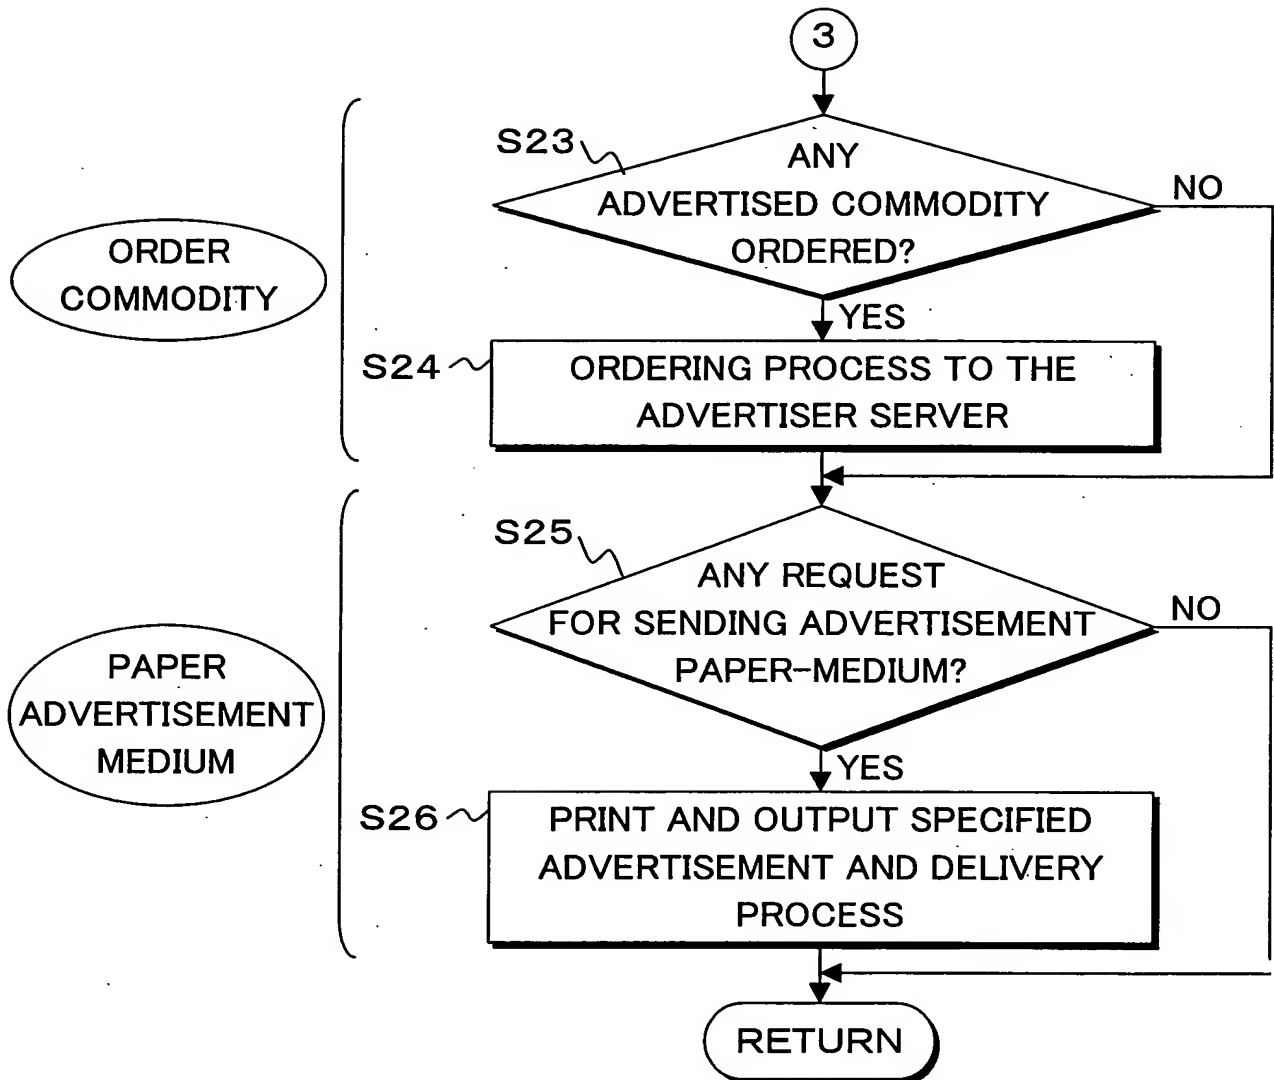 3
S23
ANY
ADVERTISED COMMODITY
ORDERED?
NO
ORDER
COMMODITY
YES
S24
ORDERING PROCESS TO THE
ADVERTISER SERVER
S25
ANY REQUEST
FOR SENDING ADVERTISEMENT
PAPER-MEDIUM?
NO
PAPER
ADVERTISEMENT
MEDIUM
YES
S26
PRINT AND OUTPUT SPECIFIED
ADVERTISEMENT AND DELIVERY
PROCESS
RETURN